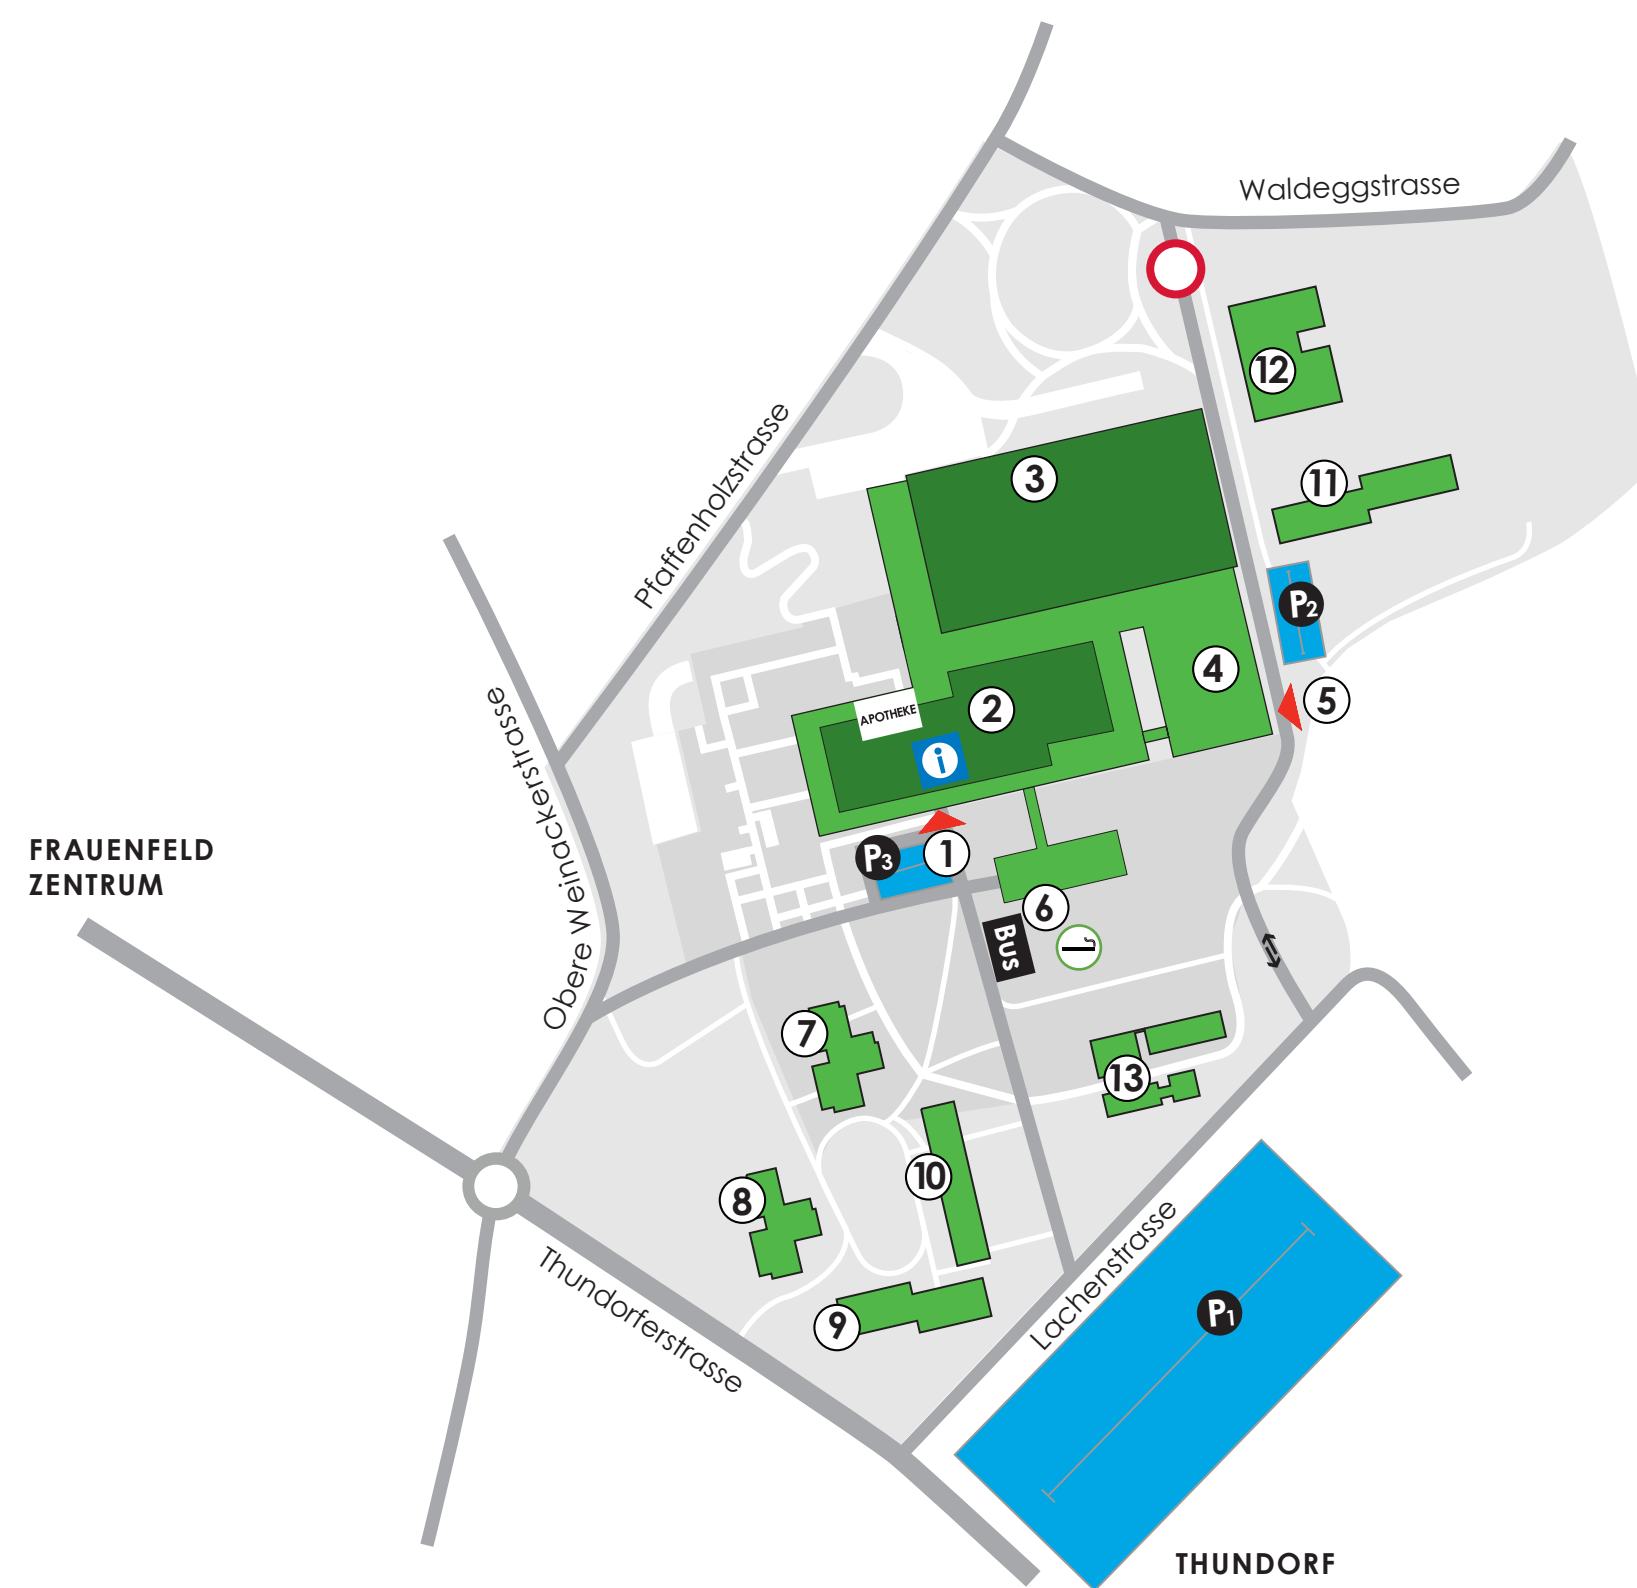 Waldeggstrasse
12
Pfaffenholzstrasse
3
11
P2
4
5
Obere Weinackerstrasse
APOTHEKE
2
i
FRAUENFELD
ZENTRUM
P3
1
6
Bus
7
13
8
10
9
Thundorferstrasse
Lachenstrasse
P1
THUNDORF